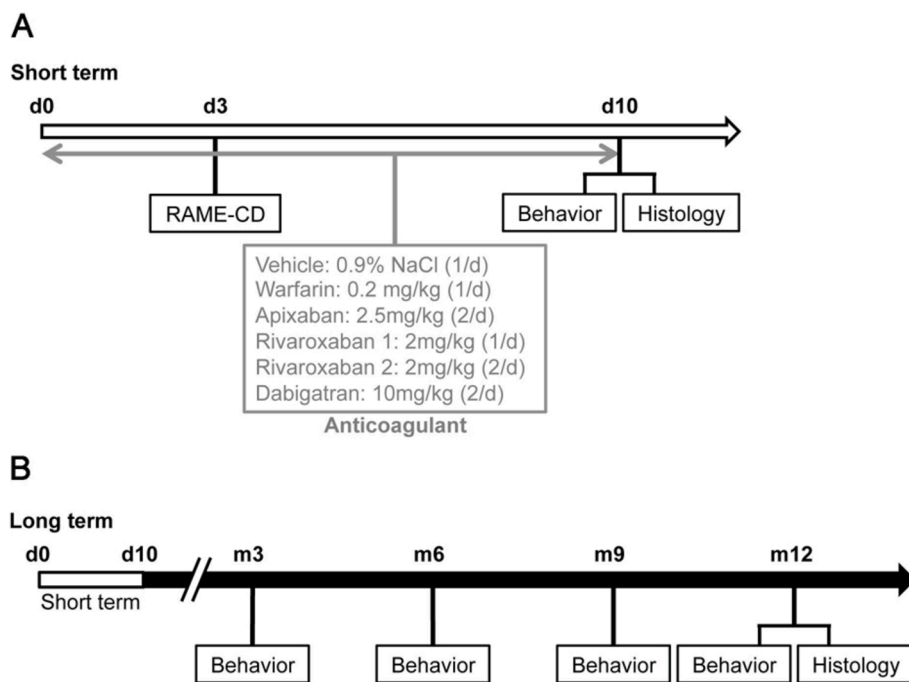 A
Short term
d0 d3 d10
RAME-CD Behavior Histology
Vehicle: 0.9% NaCl (1/d)
Warfarin: 0.2 mg/kg (1/d)
Apixaban: 2.5mg/kg (2/d)
Rivaroxaban 1: 2mg/kg (1/d)
Rivaroxaban 2: 2mg/kg (2/d)
Dabigatran: 10mg/kg (2/d)
Anticoagulant
B
Long term
d0 d10 m3 m6 m9 m12
Short term
Behavior Behavior Behavior Behavior Histology